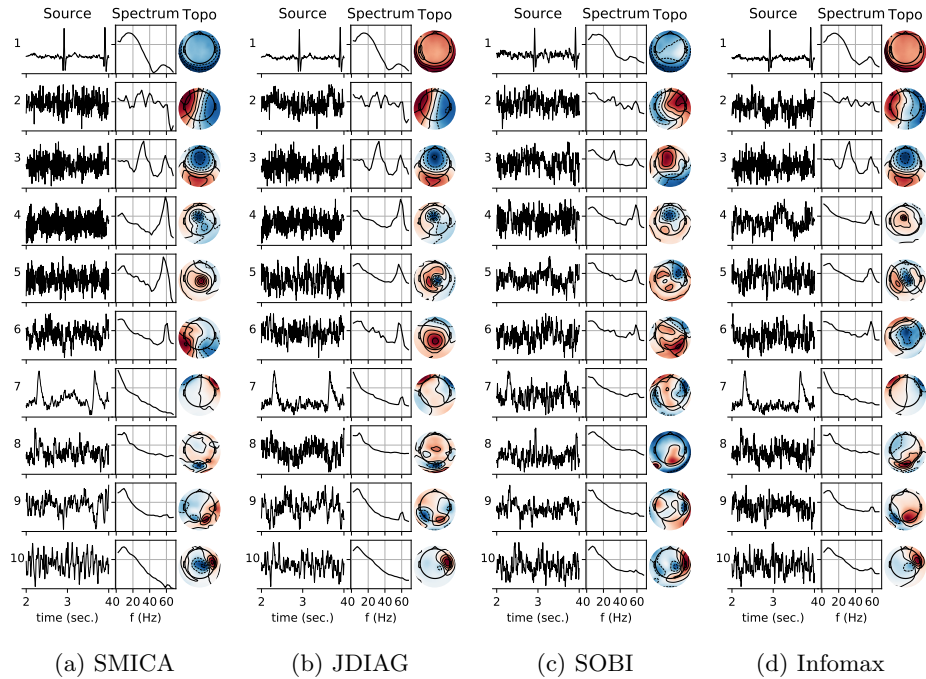 Source Spectrum Topo Source Spectrum Topo Source Spectrum Topo Source Spectrum Topo
1 1 1 1
2 2 2 2
3 3 3 3
4 4 4 4
5 5 5 5
6 6 6 6
7 7 7 7
8 8 8 8
9 9 9 9
10 10 10 10
2 3 4 0 20 40 60 2 3 4 0 20 40 60 2 3 4 0 20 40 60 2 3 4 0 20 40 60
time (sec.) f (Hz) time (sec.) f (Hz) time (sec.) f (Hz) time (sec.) f (Hz)
(a) SMICA (b) JDIAG (c) SOBI (d) Infomax